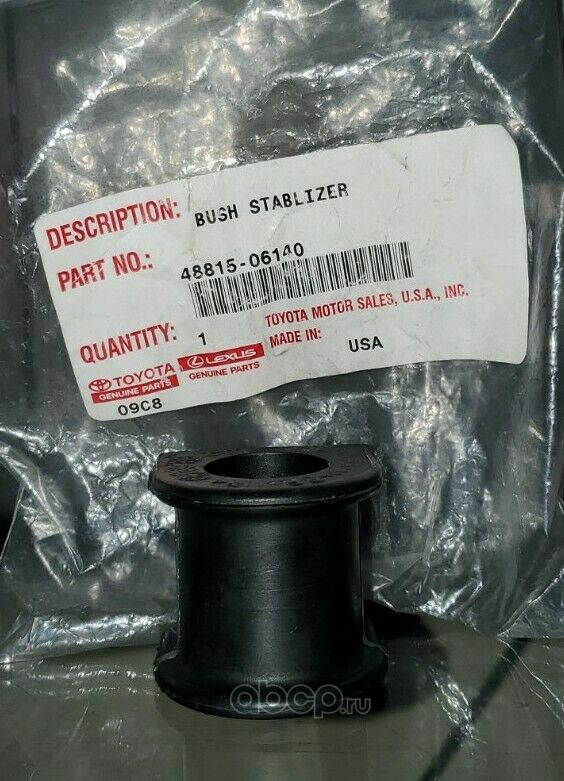 DESCRIPTION: BUSH STABLIZER
PART NO.: 48815-06140
TOYOTA MOTOR SALES, U.S.A., INC.
QUANTITY: 1 MADE IN: USA
TOYOTA LEXUS
GENUINE PARTS GENUINE PARTS
09C8
abcp.ru